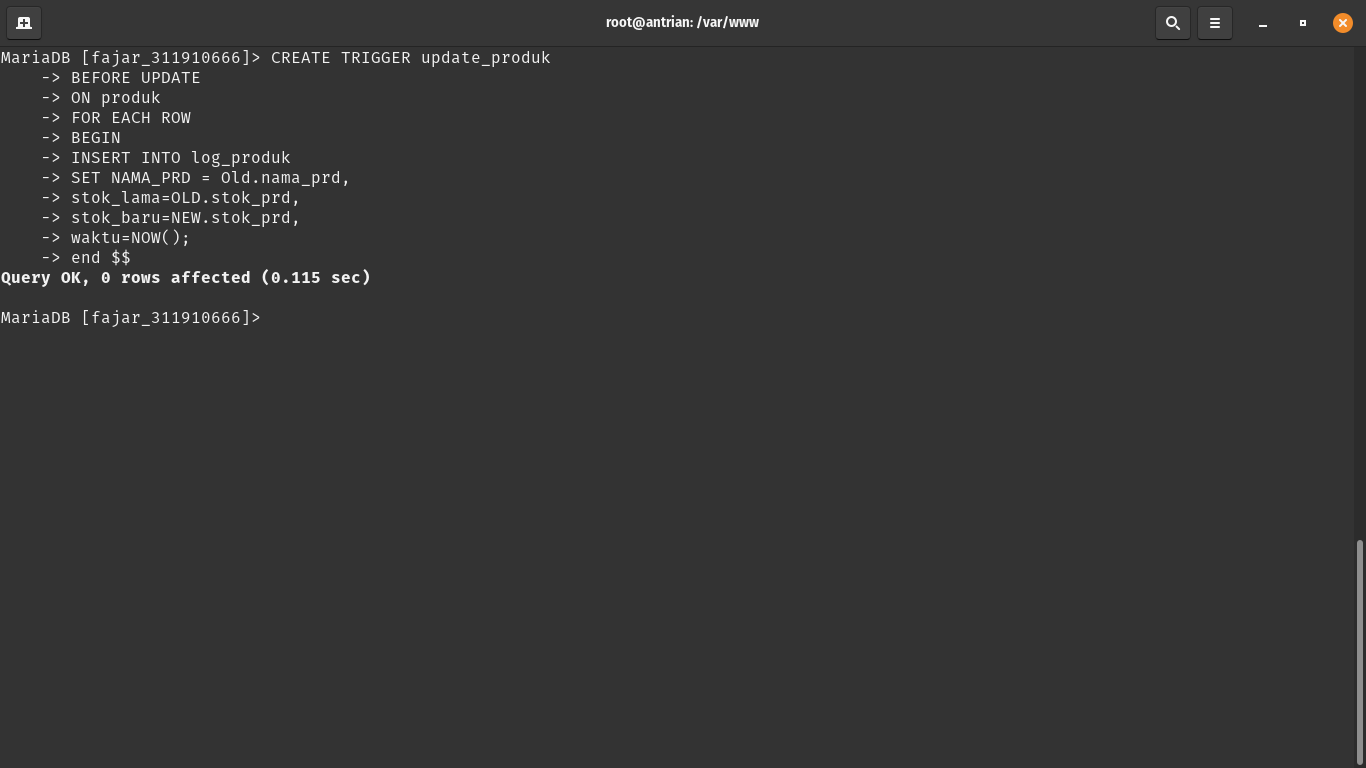 root@antrian: /var/www
MariaDB [fajar_311910666]> CREATE TRIGGER update_produk
    -> BEFORE UPDATE
    -> ON produk
    -> FOR EACH ROW
    -> BEGIN
    -> INSERT INTO log_produk
    -> SET NAMA_PRD = Old.nama_prd,
    -> stok_lama=OLD.stok_prd,
    -> stok_baru=NEW.stok_prd,
    -> waktu=NOW();
    -> end $$
Query OK, 0 rows affected (0.115 sec)
MariaDB [fajar_311910666]>